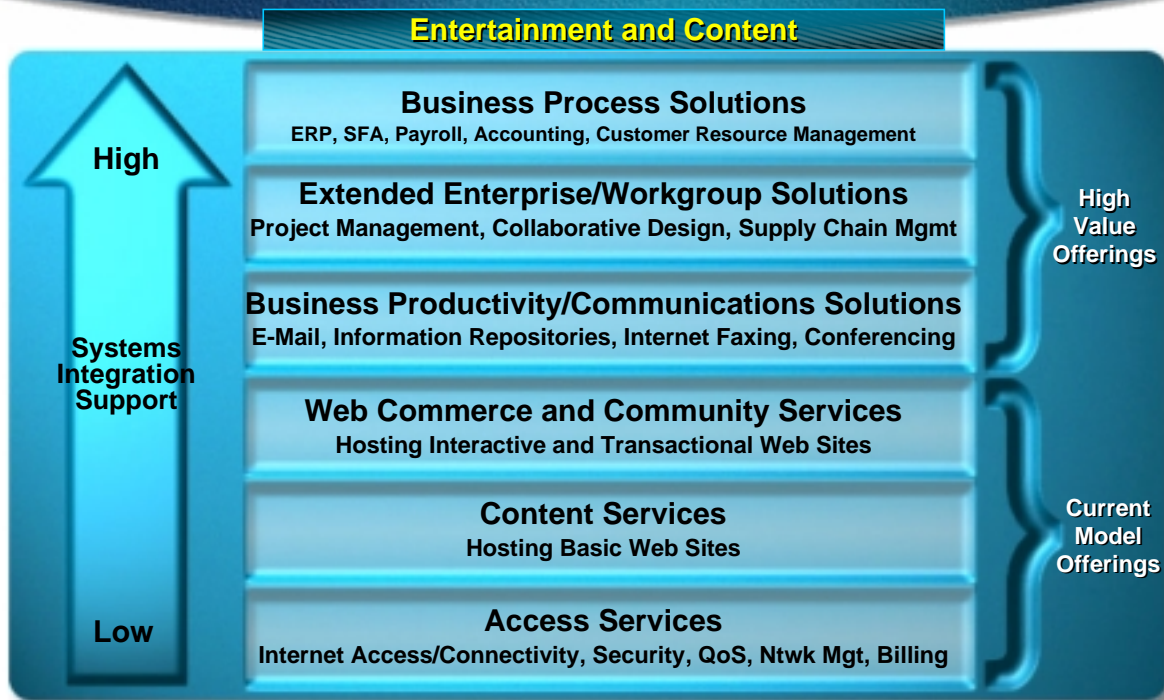 Entertainment and Content
Business Process Solutions
ERP, SFA, Payroll, Accounting, Customer Resource Management
High
Extended Enterprise/Workgroup Solutions
Project Management, Collaborative Design, Supply Chain Mgmt
High
Value
Offerings
Business Productivity/Communications Solutions
E-Mail, Information Repositories, Internet Faxing, Conferencing
Systems
Integration
Support
Web Commerce and Community Services
Hosting Interactive and Transactional Web Sites
Content Services
Hosting Basic Web Sites
Current
Model
Offerings
Access Services
Internet Access/Connectivity, Security, QoS, Ntwk Mgt, Billing
Low